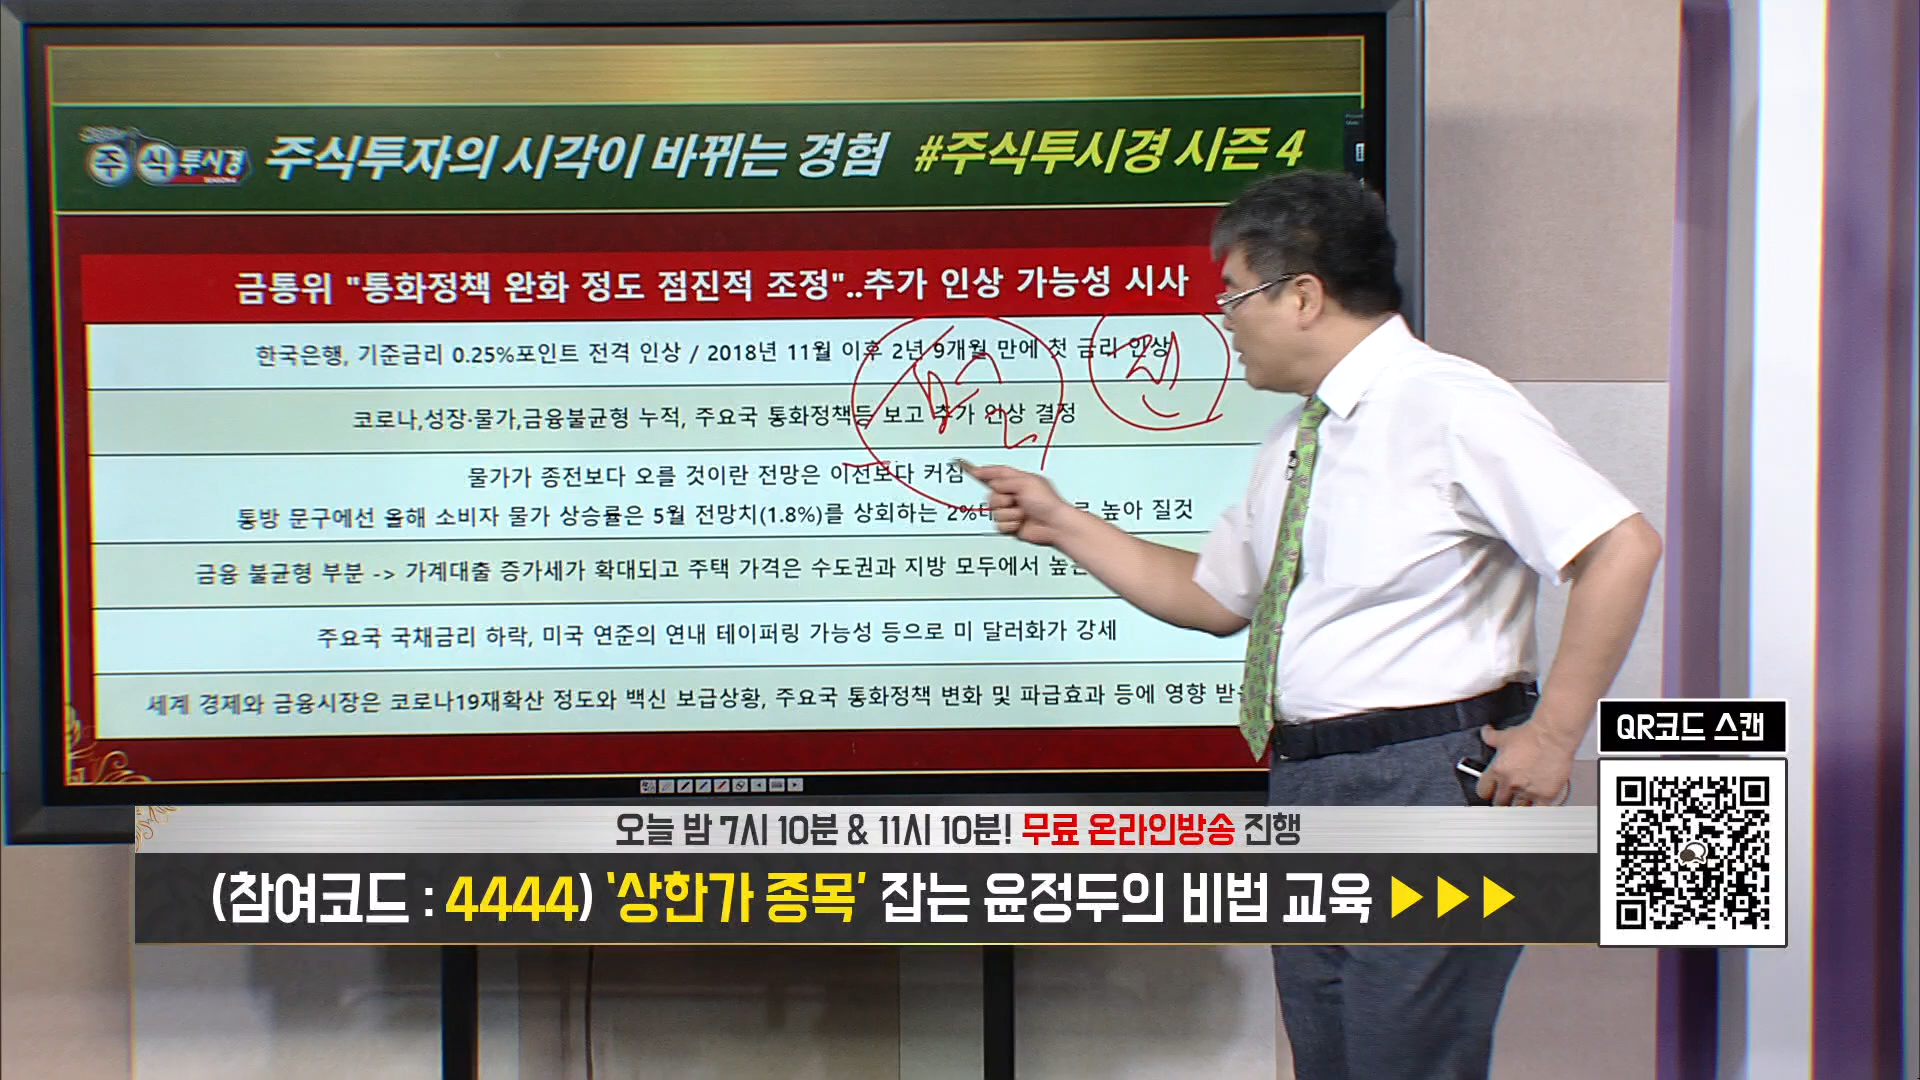 주식투시경
주식투자의 시각이 바뀌는 경험 #주식투시경 시즌 4
금통위 "통화정책 완화 정도 점진적 조정"..추가 인상 가능성 시사
한국은행, 기준금리 0.25%포인트 전격 인상 / 2018년 11월 이후 2년 9개월 만에 첫 금리 인상
코로나,성장·물가,금융불균형 누적, 주요국 통화정책등 보고 추가 인상 결정
물가가 종전보다 오를 것이란 전망은 이전보다 커짐
통방 문구에선 올해 소비자 물가 상승률은 5월 전망치(1.8%)를 상회하는 2%대 높아 질것
금융 불균형 부분 -> 가계대출 증가세가 확대되고 주택 가격은 수도권과 지방 모두에서 높은
주요국 국채금리 하락, 미국 연준의 연내 테이퍼링 가능성 등으로 미 달러화가 강세
세계 경제와 금융시장은 코로나19재확산 정도와 백신 보급상황, 주요국 통화정책 변화 및 파급효과 등에 영향
QR코드 스캔
오늘 밤 7시 10분 & 11시 10분! 무료 온라인방송 진행
(참여코드 : 4444) '상한가 종목' 잡는 윤정두의 비법 교육 ▶▶▶